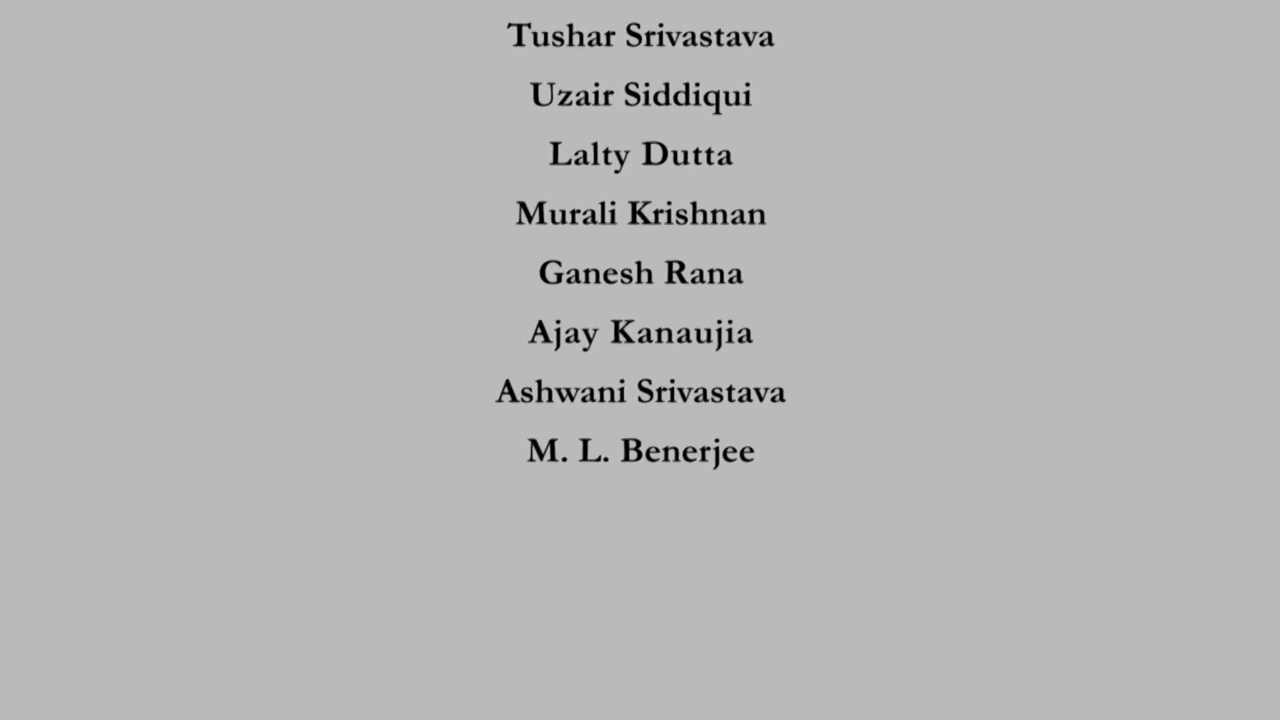 Tushar Srivastava
Uzair Siddiqui
Lalty Dutta
Murali Krishnan
Ganesh Rana
Ajay Kanaujia
Ashwani Srivastava
M. L. Benerjee